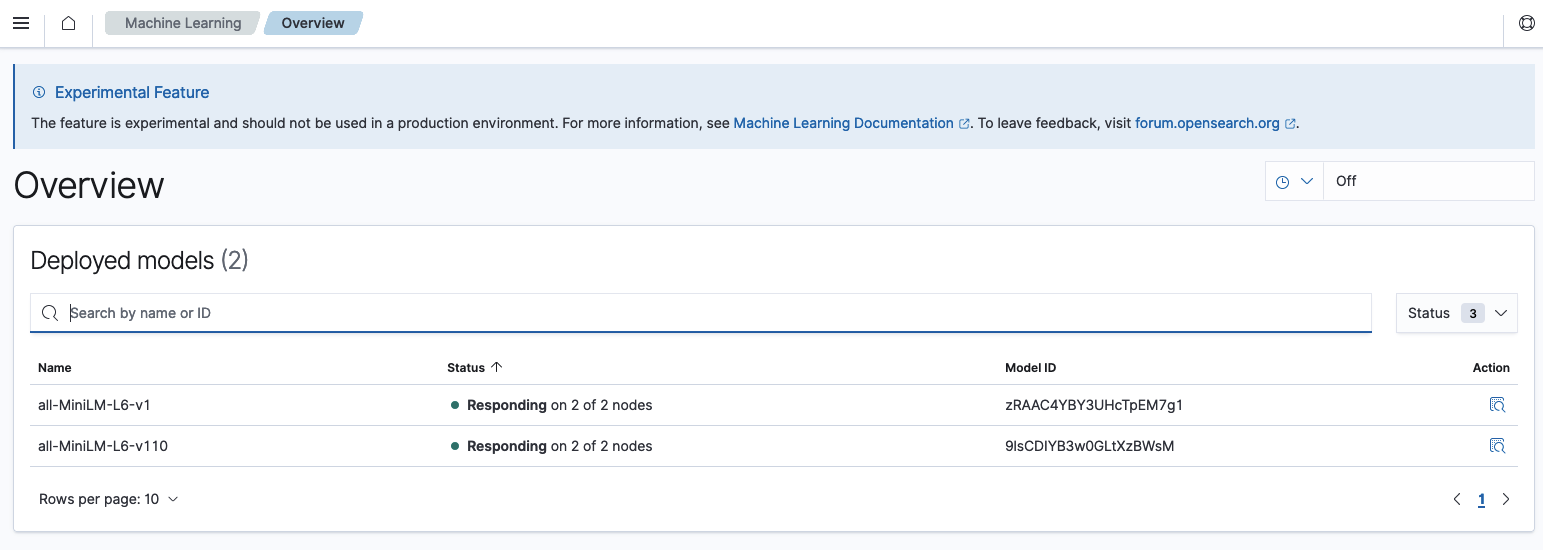 Machine Learning Overview
Experimental Feature
The feature is experimental and should not be used in a production environment. For more information, see Machine Learning Documentation. To leave feedback, visit forum.opensearch.org.
Overview
Off
Deployed models (2)
Search by name or ID
Status 3
Name Status Model ID Action
all-MiniLM-L6-v1 Responding on 2 of 2 nodes zRAAC4YBY3UHcTpEM7g1
all-MiniLM-L6-v110 Responding on 2 of 2 nodes 9lsCDIYB3w0GLtXzBWsM
Rows per page: 10
1